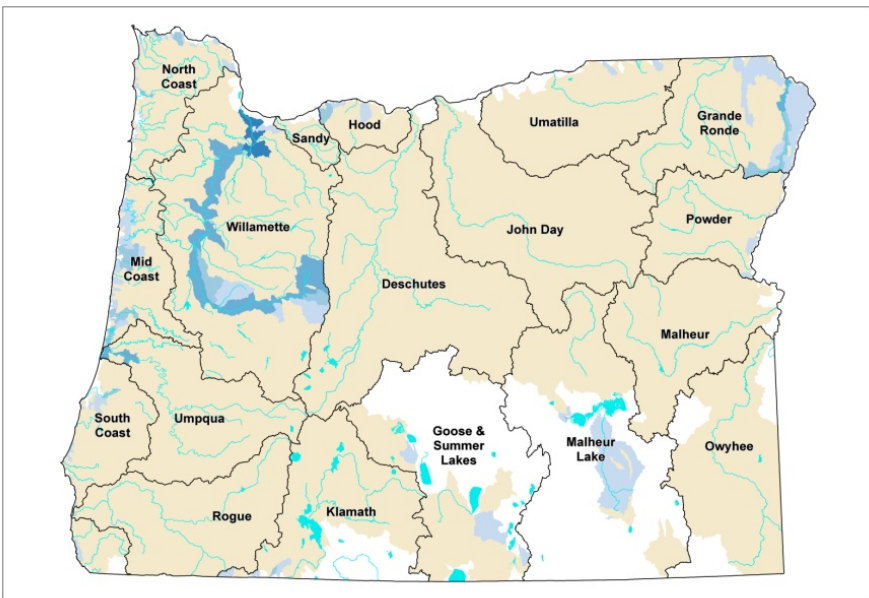 North
Coast
Sandy
Hood
Umatilla
Grande
Ronde
Willamette
Powder
John Day
Mid
Coast
Deschutes
Malheur
South
Coast
Umpqua
Goose &
Summer
Lakes
Malheur
Lake
Owyhee
Rogue
Klamath